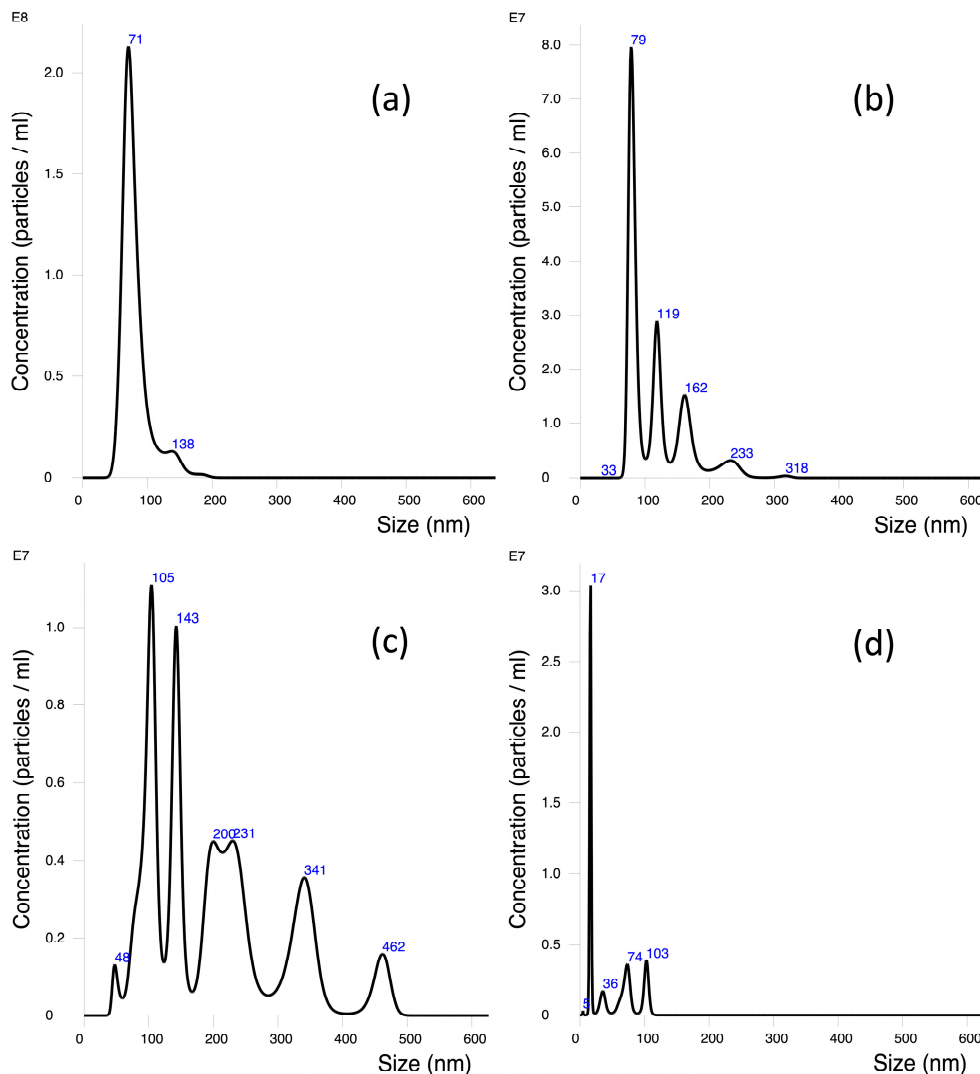 E8
71
2.0
(a)
1.5
Concentration (particles / ml)
1.0
0.5
138
0
0 100 200 300 400 500 600
Size (nm)
E7
79
8.0
(b)
7.0
6.0
Concentration (particles / ml)
5.0
4.0
3.0
119
2.0
162
1.0
233
33
318
0
0 100 200 300 400 500 600
Size (nm)
E7
105
143
1.0
(c)
0.8
Concentration (particles / ml)
0.6
200
231
0.4
341
0.2
48
462
0
0 100 200 300 400 500 600
Size (nm)
E7
17
3.0
(d)
2.5
Concentration (particles / ml)
2.0
1.5
1.0
0.5
74
103
36
5
0
0 100 200 300 400 500 600
Size (nm)